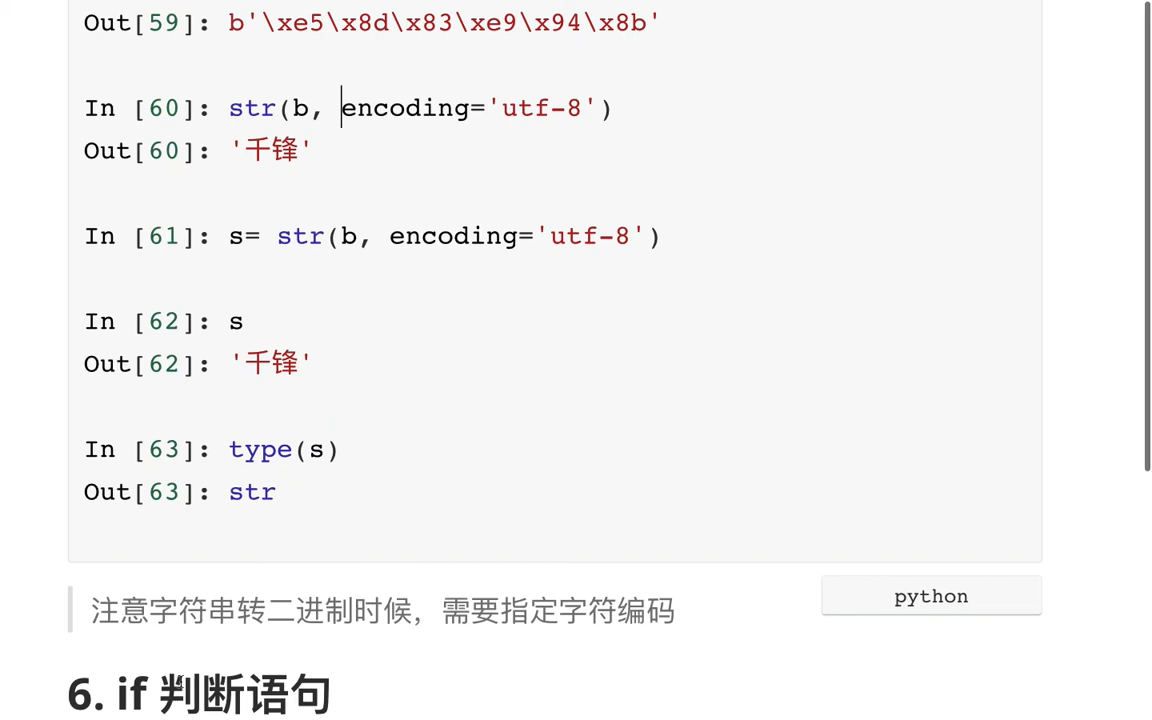 Out[59]: b'\xe5\x8d\x83\xe9\x94\x8b'
In [60]: str(b, encoding='utf-8')
Out[60]: '千锋'
In [61]: s= str(b, encoding='utf-8')
In [62]: s
Out[62]: '千锋'
In [63]: type(s)
Out[63]: str
python
注意字符串转二进制时候，需要指定字符编码
6. if 判断语句